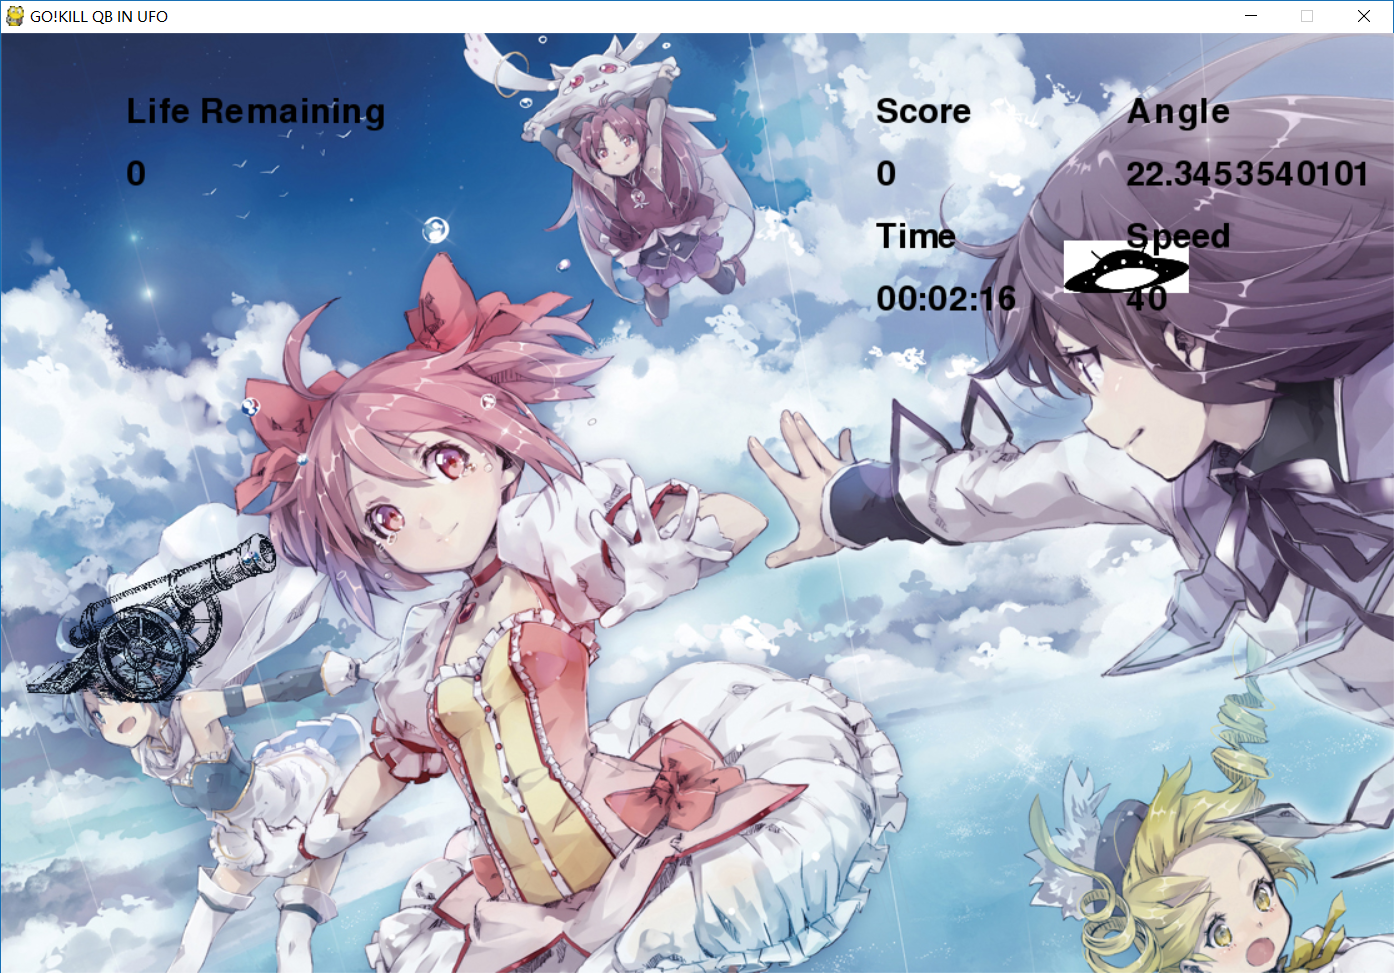 GO!KILL QB IN UFO
Life Remaining
0
Score
0
Time
00:02:16
Angle
22.3453540101
Speed
40